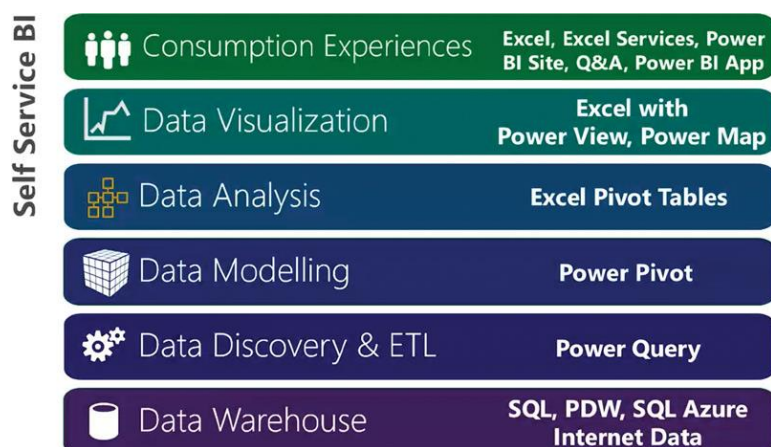 Self Service BI
Consumption Experiences
Excel, Excel Services, Power
BI Site, Q&A, Power BI App
Data Visualization
Excel with
Power View, Power Map
Data Analysis
Excel Pivot Tables
Data Modelling
Power Pivot
Data Discovery & ETL
Power Query
Data Warehouse
SQL, PDW, SQL Azure
Internet Data